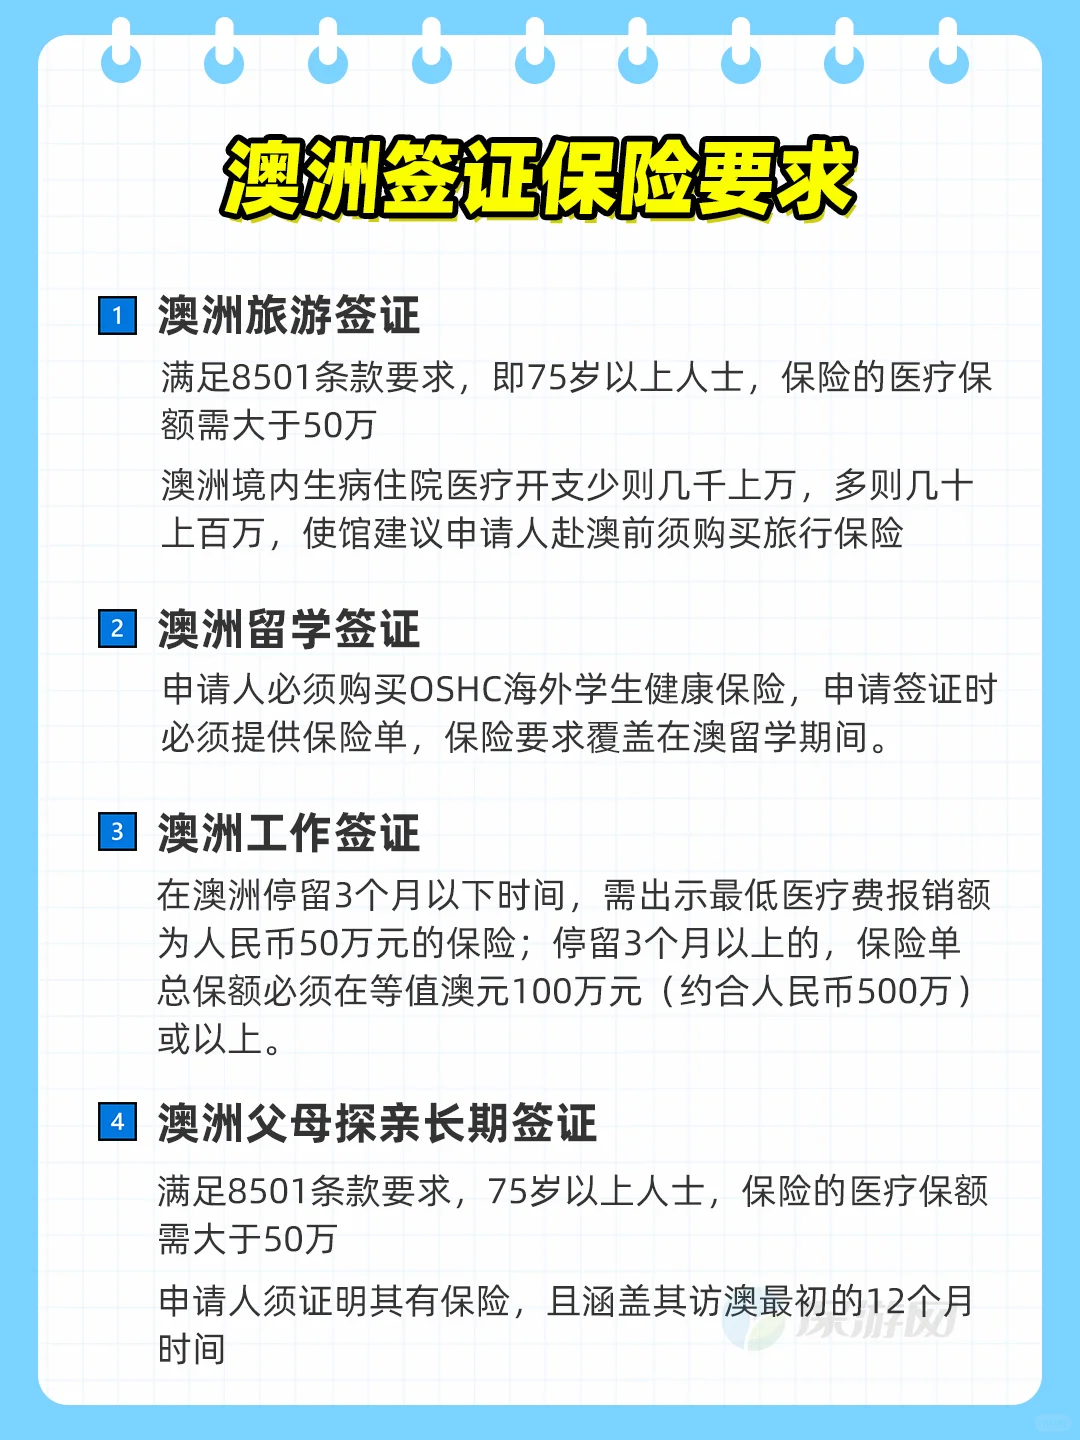 澳洲签证保险要求
1 澳洲旅游签证
满足8501条款要求，即75岁以上人士，保险的医疗保
额需大于50万
澳洲境内生病住院医疗开支少则几千上万，多则几十
上百万，使馆建议申请人赴澳前须购买旅行保险
2 澳洲留学签证
申请人必须购买OSHC海外学生健康保险，申请签证时
必须提供保险单，保险要求覆盖在澳留学期间。
3 澳洲工作签证
在澳洲停留3个月以下时间，需出示最低医疗费报销额
为人民币50万元的保险；停留3个月以上的，保险单
总保额必须在等值澳元100万元（约合人民币500万）
或以上。
4 澳洲父母探亲长期签证
满足8501条款要求，75岁以上人士，保险的医疗保额
需大于50万
申请人须证明其有保险，且涵盖其访澳最初的12个月
时间